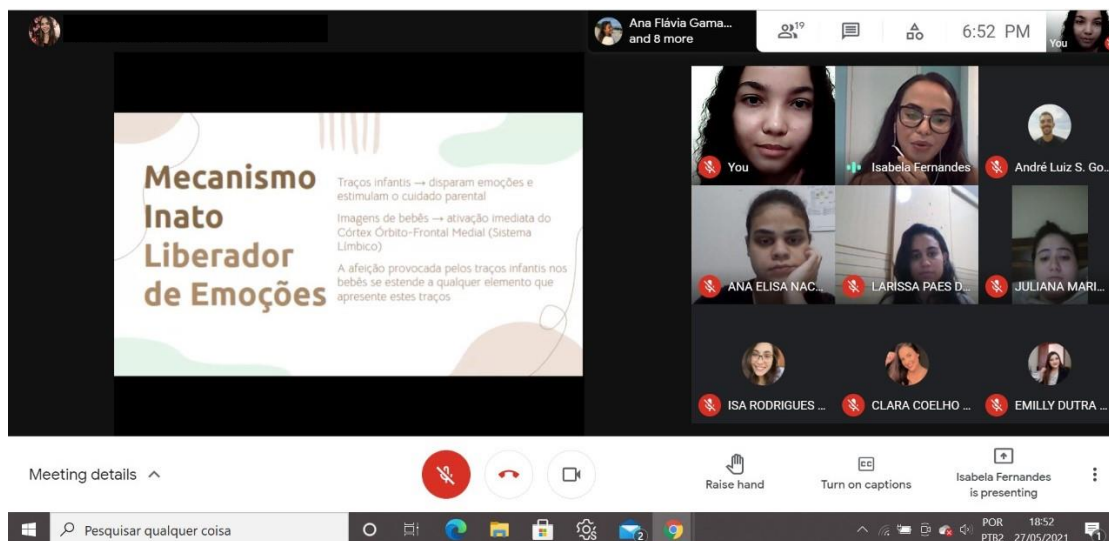 Ana Flávia Gama...
and 8 more
19
6:52 PM
You
Mecanismo
Inato
Liberador
de Emoções
Traços infantis → disparam emoções e
estimulam o cuidado parental
Imagens de bebês → ativação imediata do
Córtex Órbito-Frontal Medial (Sistema
Límbico)
A afeição provocada pelos traços infantis nos
bebês se estende a qualquer elemento que
apresente estes traços
You
Isabela Fernandes
André Luiz S. Go...
ANA ELISA NAC...
LARISSA PAES D...
JULIANA MARI...
ISA RODRIGUES ...
CLARA COELHO ...
EMILLY DUTRA ...
Meeting details
Raise hand
CC
Turn on captions
Isabela Fernandes
is presenting
Pesquisar qualquer coisa
2
POR
PTB2
18:52
27/05/2021
1